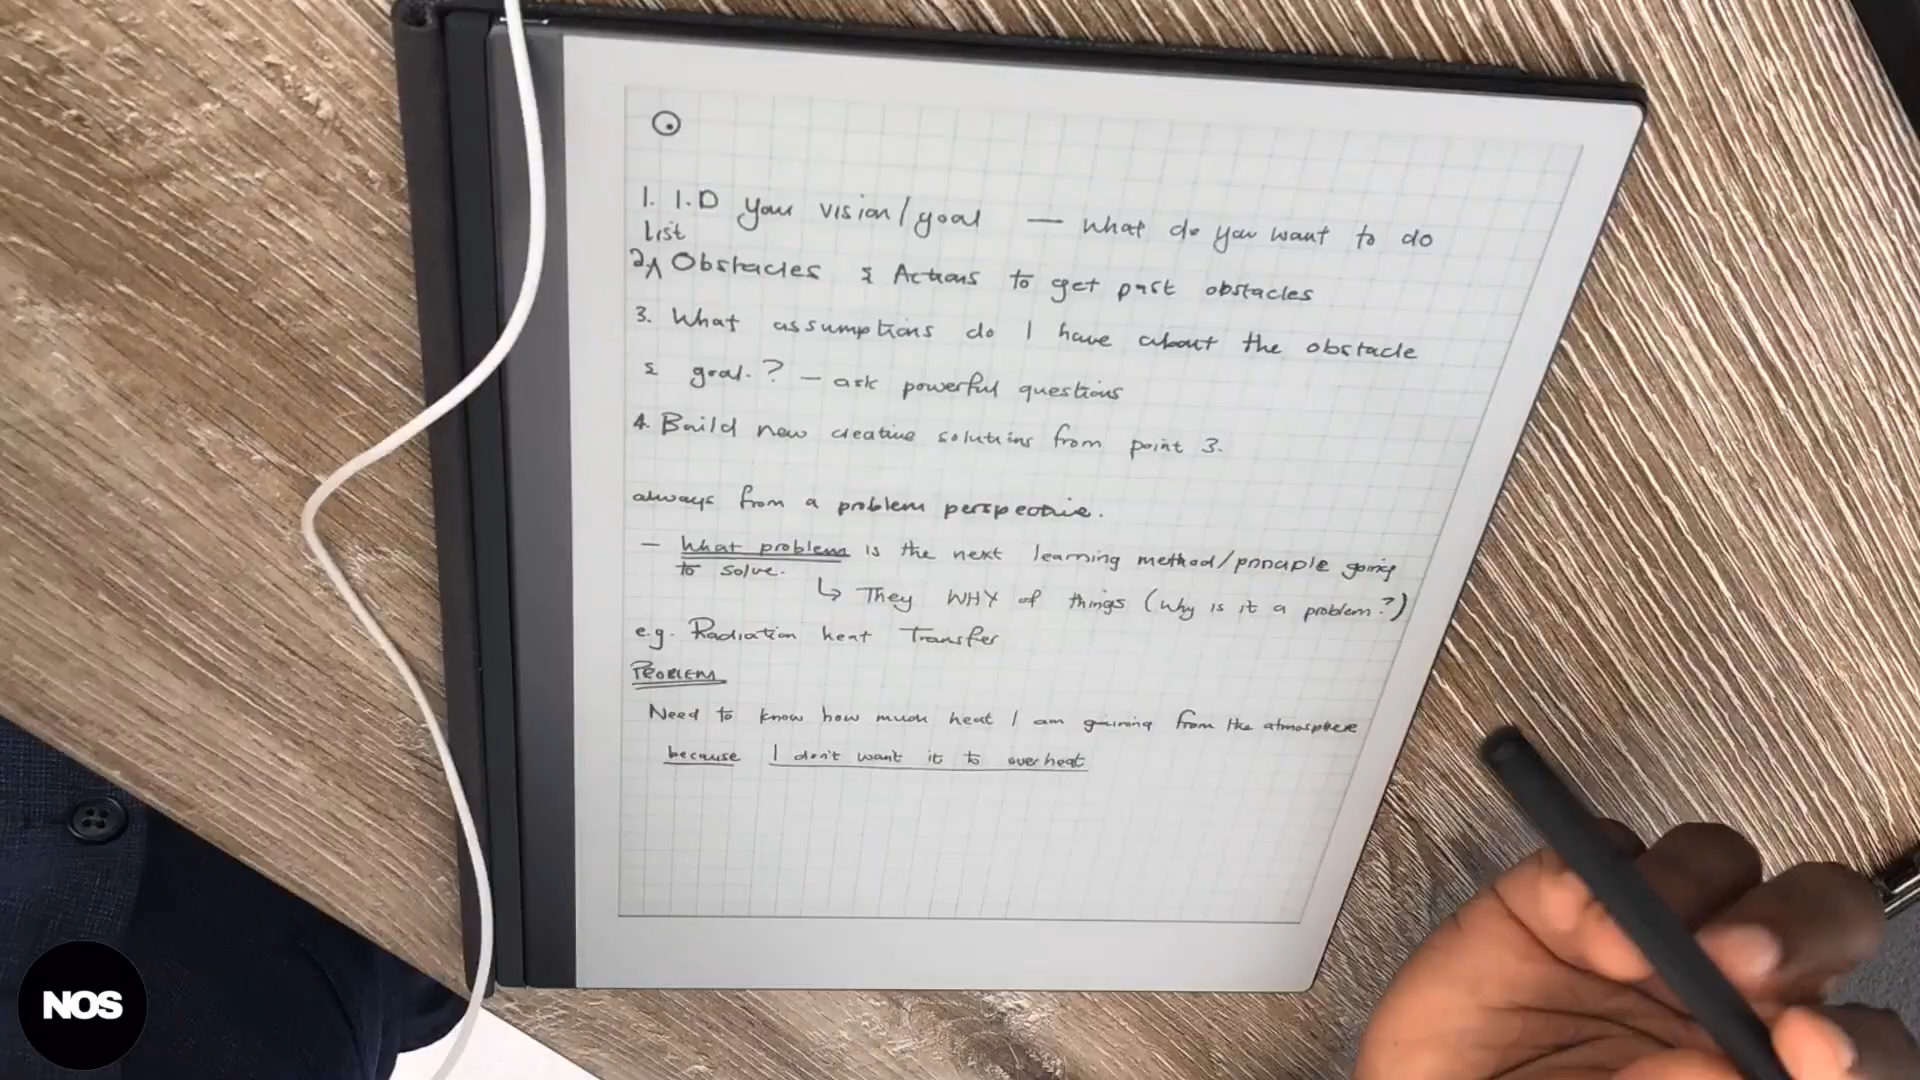 1. I.D your vision/goal — what do you want to do
List
2. Obstacles & Actions to get past obstacles
3. What assumptions do I have about the obstacle
& goal.? – ask powerful questions
4. Build new creative solutions from point 3.
always from a problem perspective.
– What problem is the next learning method/principle going
to solve.
↳ They WHY of things (Why is it a problem?)
e.g. Radiation heat Transfer
PROBLEM
Need to know how much heat I am gaining from the atmosphere
because I don't want it to overheat
NOS